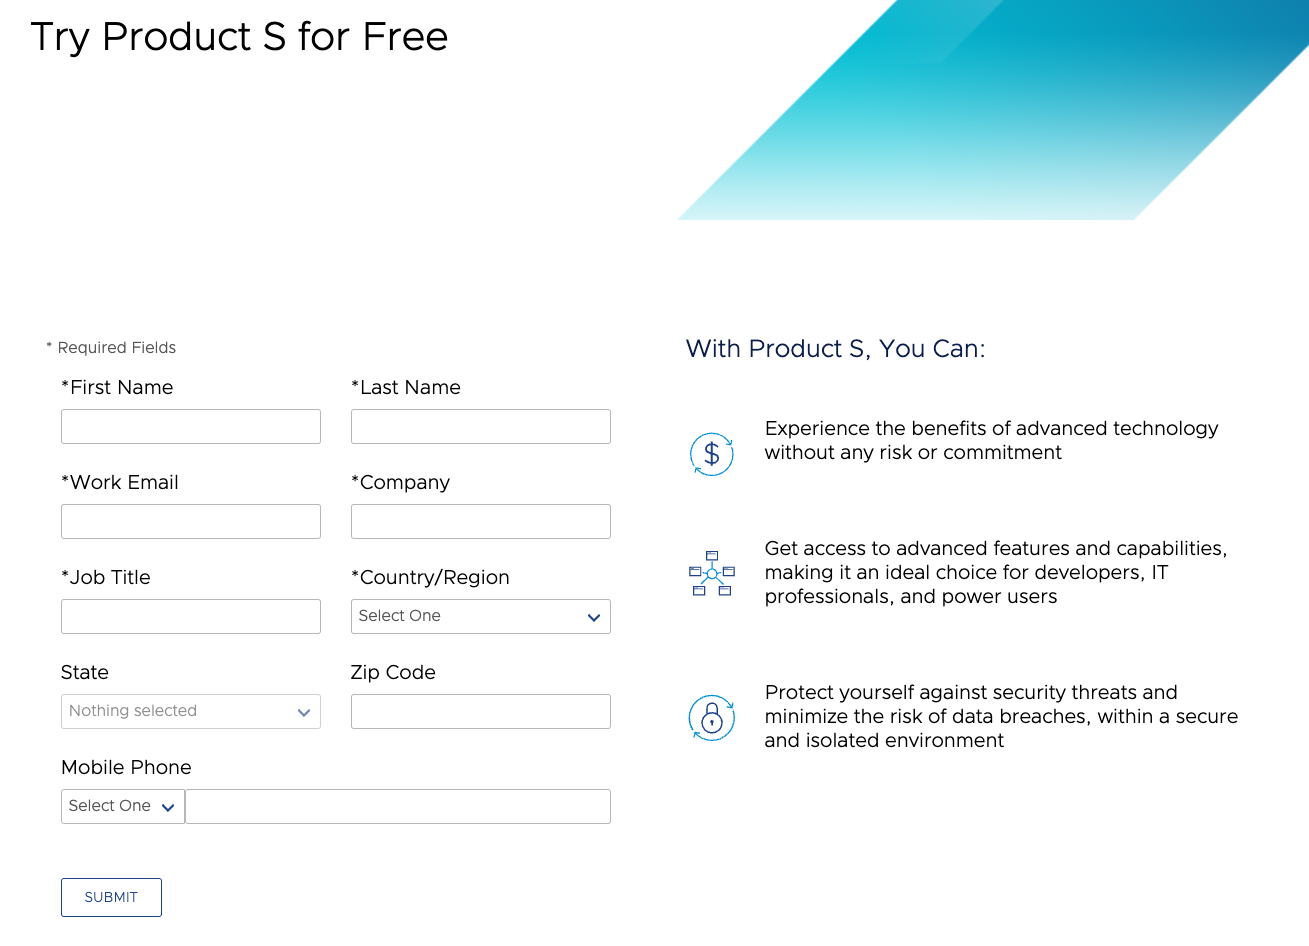 Try Product S for Free
* Required Fields
*First Name
*Last Name
*Work Email
*Company
*Job Title
*Country/Region
Select One
State
Nothing selected
Zip Code
Mobile Phone
Select One
SUBMIT
With Product S, You Can:
$
Experience the benefits of advanced technology
without any risk or commitment
Get access to advanced features and capabilities,
making it an ideal choice for developers, IT
professionals, and power users
Protect yourself against security threats and
minimize the risk of data breaches, within a secure
and isolated environment